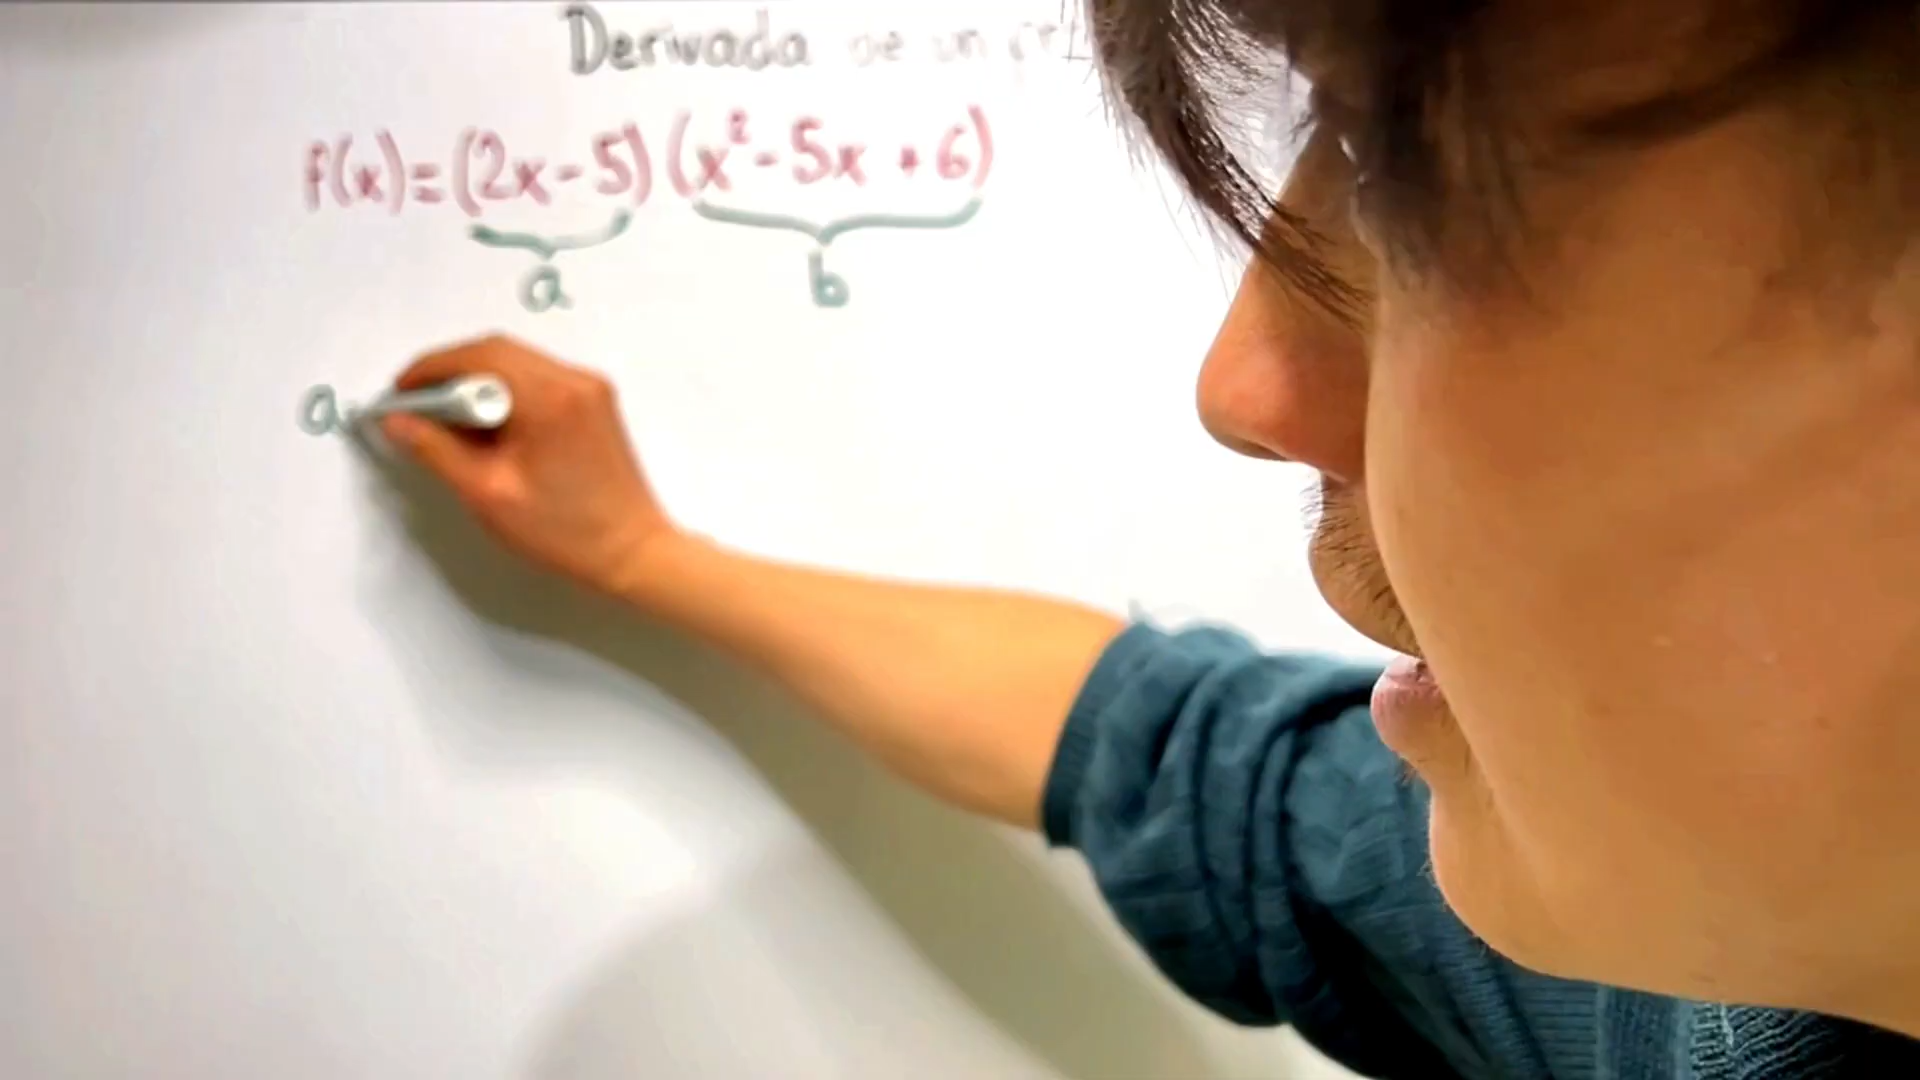 Derivada de un
f(x)=(2x-5)(x²-5x+6)
a b
a